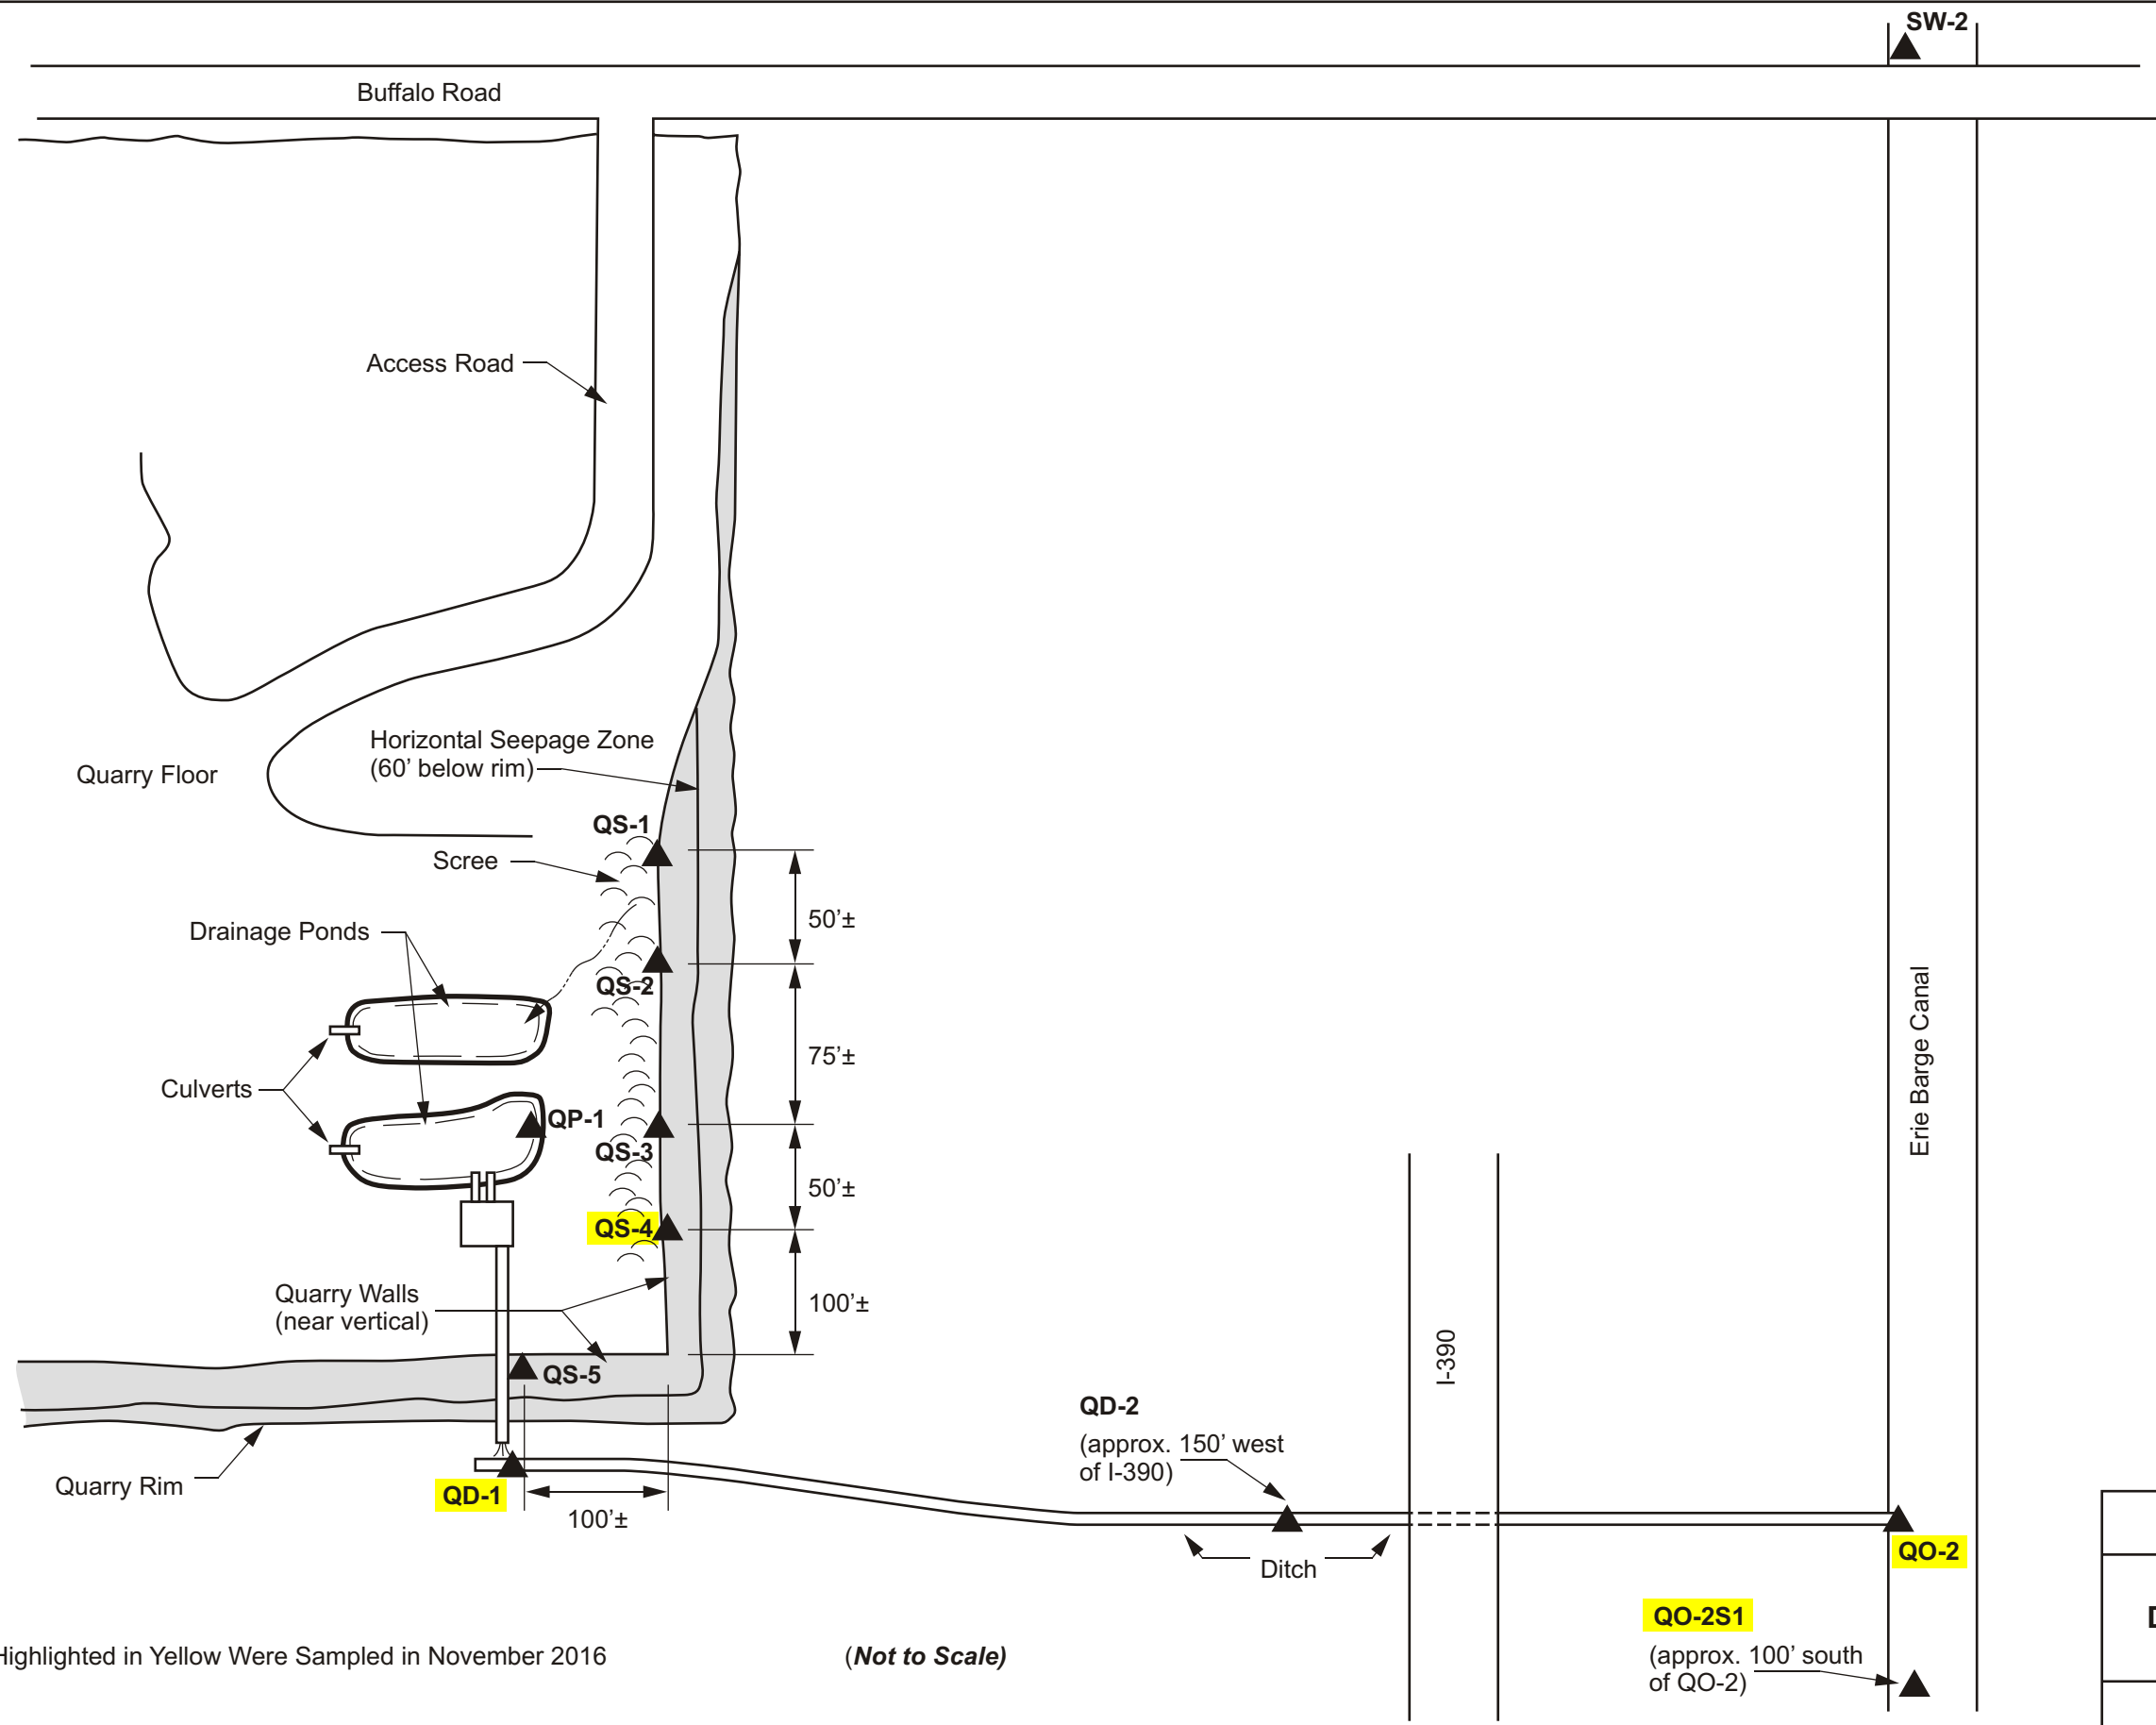 SW-2
Buffalo Road
Access Road
Horizontal Seepage Zone
(60’ below rim)
Quarry Floor
QS-1
Scree
50’±
Drainage Ponds
QS-2
Erie Barge Canal
75’±
Culverts
QP-1
QS-3
50’±
QS-4
Quarry Walls
(near vertical)
100’±
I-390
QS-5
QD-2
(approx. 150’ west
of I-390)
Quarry Rim
QD-1
100’±
Ditch
QO-2
QO-2S1
(approx. 100’ south
of QO-2)
Highlighted in Yellow Were Sampled in November 2016
(Not to Scale)